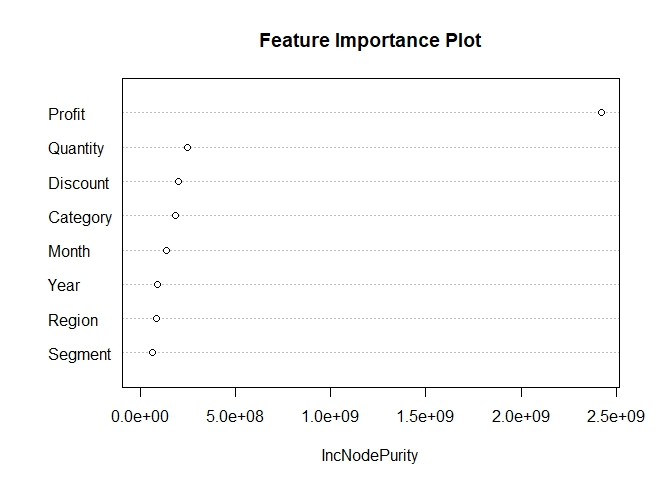 Feature Importance Plot
Profit
Quantity
Discount
Category
Month
Year
Region
Segment
0.0e+00 5.0e+08 1.0e+09 1.5e+09 2.0e+09 2.5e+09
IncNodePurity